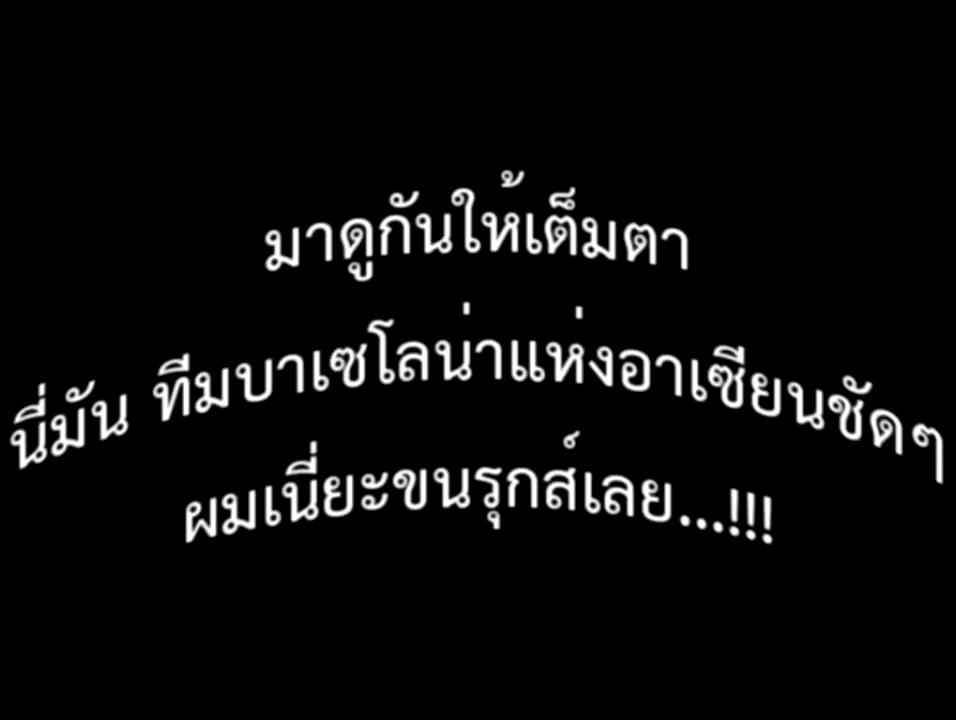 มาดูกันให้เต็มตา
นี่มัน ทีมบาเซโลน่าแห่งอาเซียนชัดๆ
ผมเนี่ยะขนรุกส์เลย...!!!